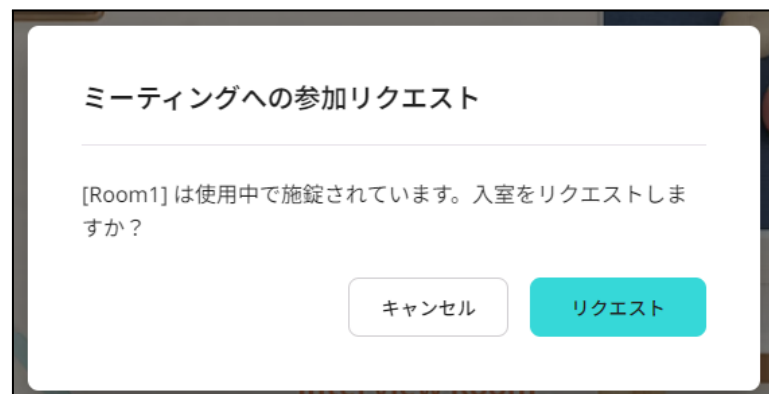 ミーティングへの参加リクエスト
[Room1] は使用中で施錠されています。入室をリクエストしま
すか？
キャンセル
リクエスト